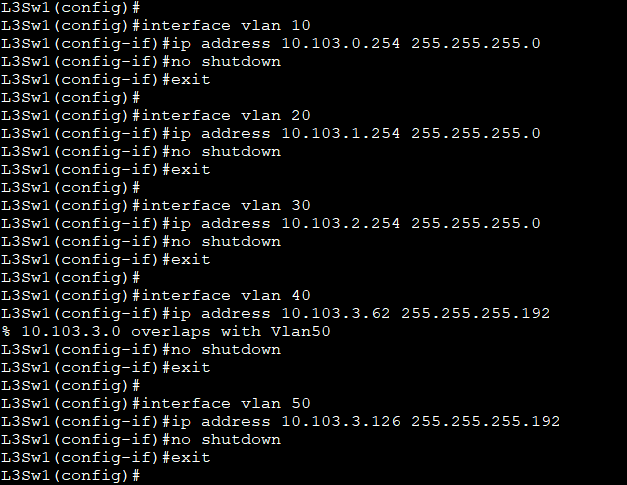 L3Sw1(config)#
L3Sw1(config)#interface vlan 10
L3Sw1(config-if)#ip address 10.103.0.254 255.255.255.0
L3Sw1(config-if)#no shutdown
L3Sw1(config-if)#exit
L3Sw1(config)#
L3Sw1(config)#interface vlan 20
L3Sw1(config-if)#ip address 10.103.1.254 255.255.255.0
L3Sw1(config-if)#no shutdown
L3Sw1(config-if)#exit
L3Sw1(config)#
L3Sw1(config)#interface vlan 30
L3Sw1(config-if)#ip address 10.103.2.254 255.255.255.0
L3Sw1(config-if)#no shutdown
L3Sw1(config-if)#exit
L3Sw1(config)#
L3Sw1(config)#interface vlan 40
L3Sw1(config-if)#ip address 10.103.3.62 255.255.255.192
% 10.103.3.0 overlaps with Vlan50
L3Sw1(config-if)#no shutdown
L3Sw1(config-if)#exit
L3Sw1(config)#
L3Sw1(config)#interface vlan 50
L3Sw1(config-if)#ip address 10.103.3.126 255.255.255.192
L3Sw1(config-if)#no shutdown
L3Sw1(config-if)#exit
L3Sw1(config)#